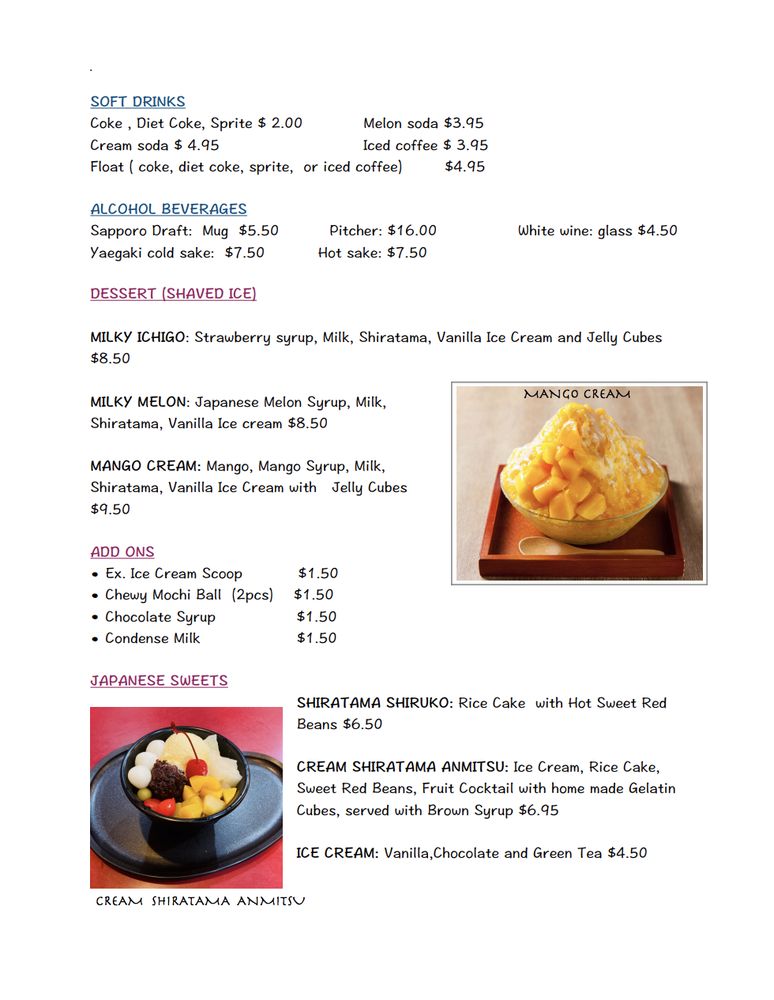 .
SOFT DRINKS
Coke , Diet Coke, Sprite $ 2.00 Melon soda $3.95
Cream soda $ 4.95 Iced coffee $ 3.95
Float ( coke, diet coke, sprite, or iced coffee) $4.95
ALCOHOL BEVERAGES
Sapporo Draft: Mug $5.50 Pitcher: $16.00 White wine: glass $4.50
Yaegaki cold sake: $7.50 Hot sake: $7.50
DESSERT (SHAVED ICE)
MILKY ICHIGO: Strawberry syrup, Milk, Shiratama, Vanilla Ice Cream and Jelly Cubes
$8.50
MILKY MELON: Japanese Melon Syrup, Milk,
Shiratama, Vanilla Ice cream $8.50
MANGO CREAM: Mango, Mango Syrup, Milk,
Shiratama, Vanilla Ice Cream with Jelly Cubes
$9.50
MANGO CREAM
ADD ONS
• Ex. Ice Cream Scoop $1.50
• Chewy Mochi Ball (2pcs) $1.50
• Chocolate Syrup $1.50
• Condense Milk $1.50
JAPANESE SWEETS
SHIRATAMA SHIRUKO: Rice Cake with Hot Sweet Red
Beans $6.50
CREAM SHIRATAMA ANMITSU: Ice Cream, Rice Cake,
Sweet Red Beans, Fruit Cocktail with home made Gelatin
Cubes, served with Brown Syrup $6.95
ICE CREAM: Vanilla,Chocolate and Green Tea $4.50
CREAM SHIRATAMA ANMITSU